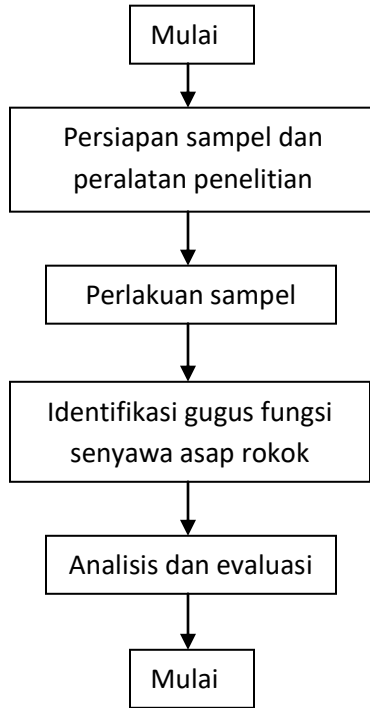 Mulai
Persiapan sampel dan
peralatan penelitian
Perlakuan sampel
Identifikasi gugus fungsi
senyawa asap rokok
Analisis dan evaluasi
Mulai